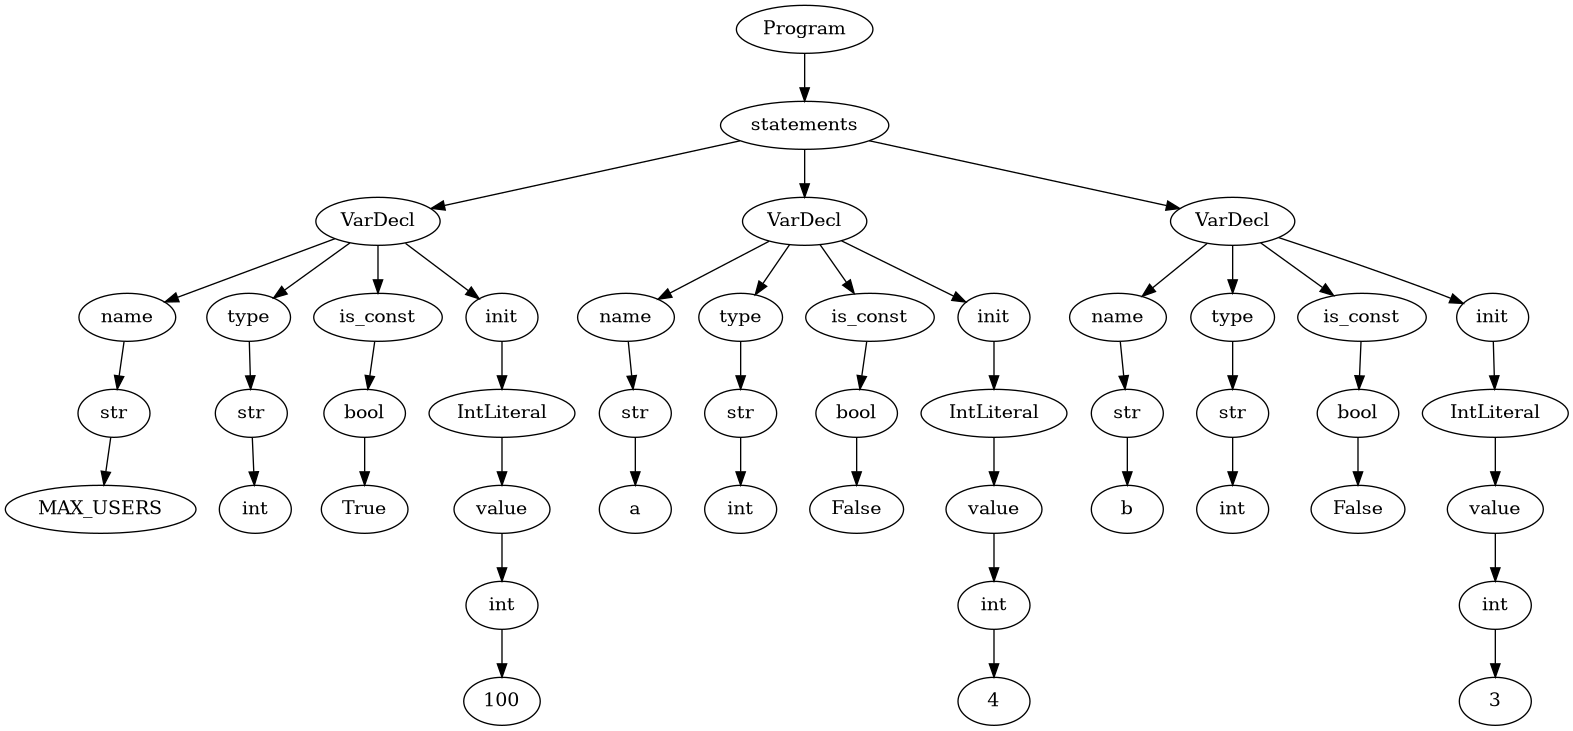 Program
statements
VarDecl VarDecl VarDecl
name type is_const init name type is_const init name type is_const init
str str bool IntLiteral str str bool IntLiteral str str bool IntLiteral
MAX_USERS int True value a int False value b int False value
int int int
100 4 3